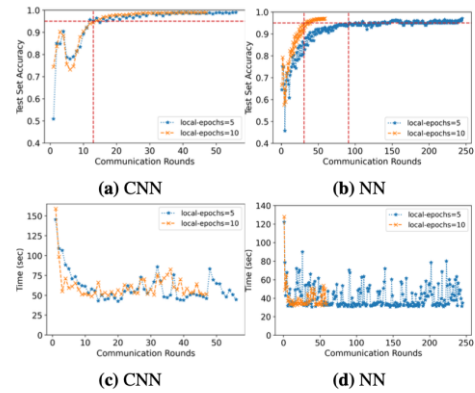 1.0
0.9
0.8
0.7
0.6
0.5
0.4
Test Set Accuracy
local-epochs=5
local-epochs=10
0 10 20 30 40 50
Communication Rounds
(a) CNN
1.0
0.9
0.8
0.7
0.6
0.5
0.4
Test Set Accuracy
local-epochs=5
local-epochs=10
0 50 100 150 200 250
Communication Rounds
(b) NN
150
125
100
75
50
25
0
Time (sec)
local-epochs=5
local-epochs=10
0 10 20 30 40 50
Communication Rounds
(c) CNN
140
120
100
80
60
40
20
0
Time (sec)
local-epochs=5
local-epochs=10
0 50 100 150 200 250
Communication Rounds
(d) NN